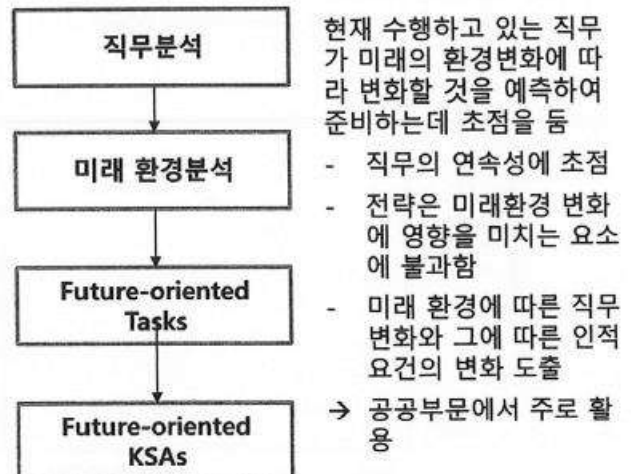 직무분석
미래 환경분석
Future-oriented
Tasks
Future-oriented
KSAs
현재 수행하고 있는 직무
가 미래의 환경변화에 따
라 변화할 것을 예측하여
준비하는데 초점을 둠
- 직무의 연속성에 초점
- 전략은 미래환경 변화
에 영향을 미치는 요소
에 불과함
- 미래 환경에 따른 직무
변화와 그에 따른 인적
요건의 변화 도출
→ 공공부문에서 주로 활
용